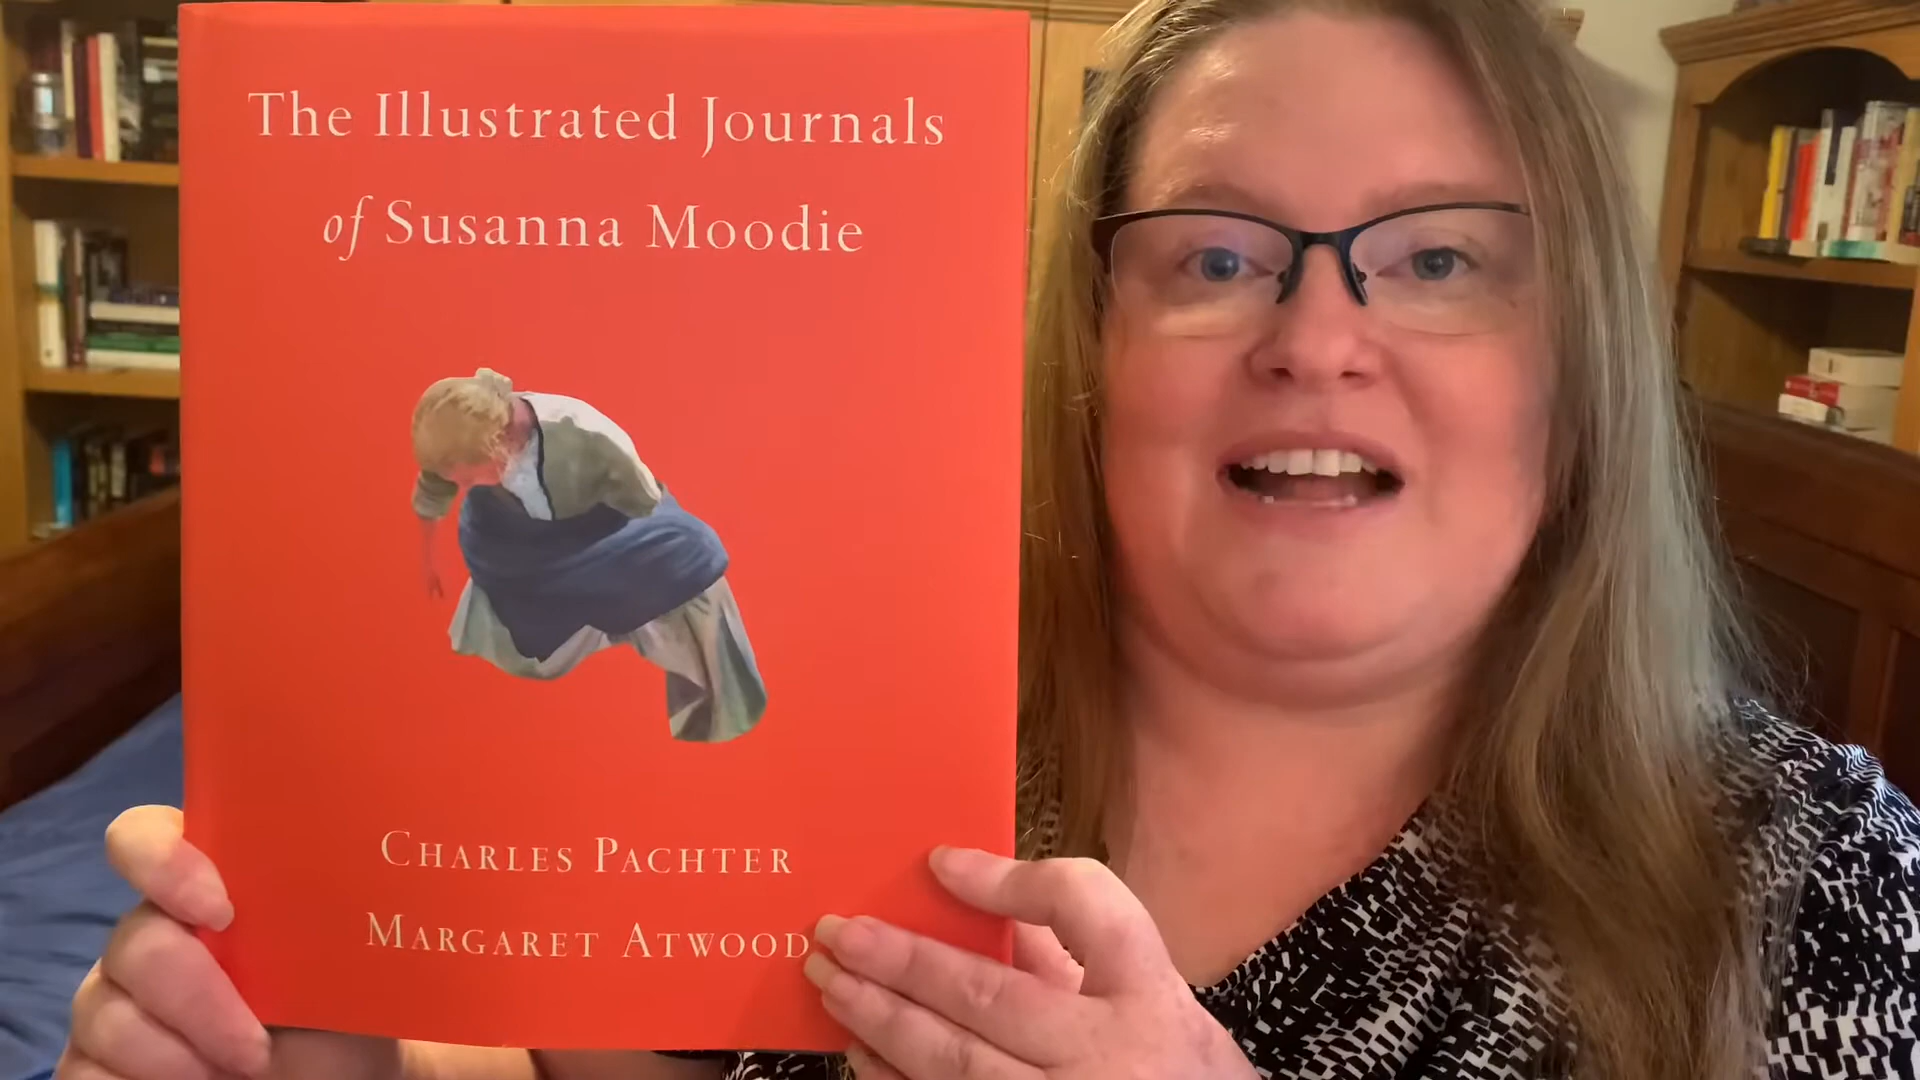 The Illustrated Journals
of Susanna Moodie
CHARLES PACHTER
MARGARET ATWOOD